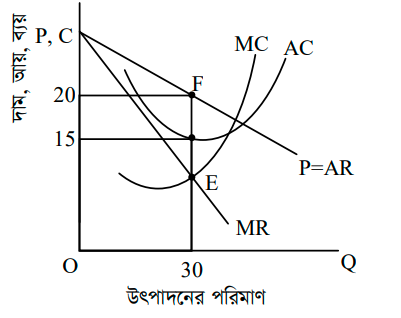 দাম, আয়, ব্যয়
P, C
MC
AC
20
F
15
P=AR
E
MR
O
30
Q
উৎপাদনের পরিমাণ